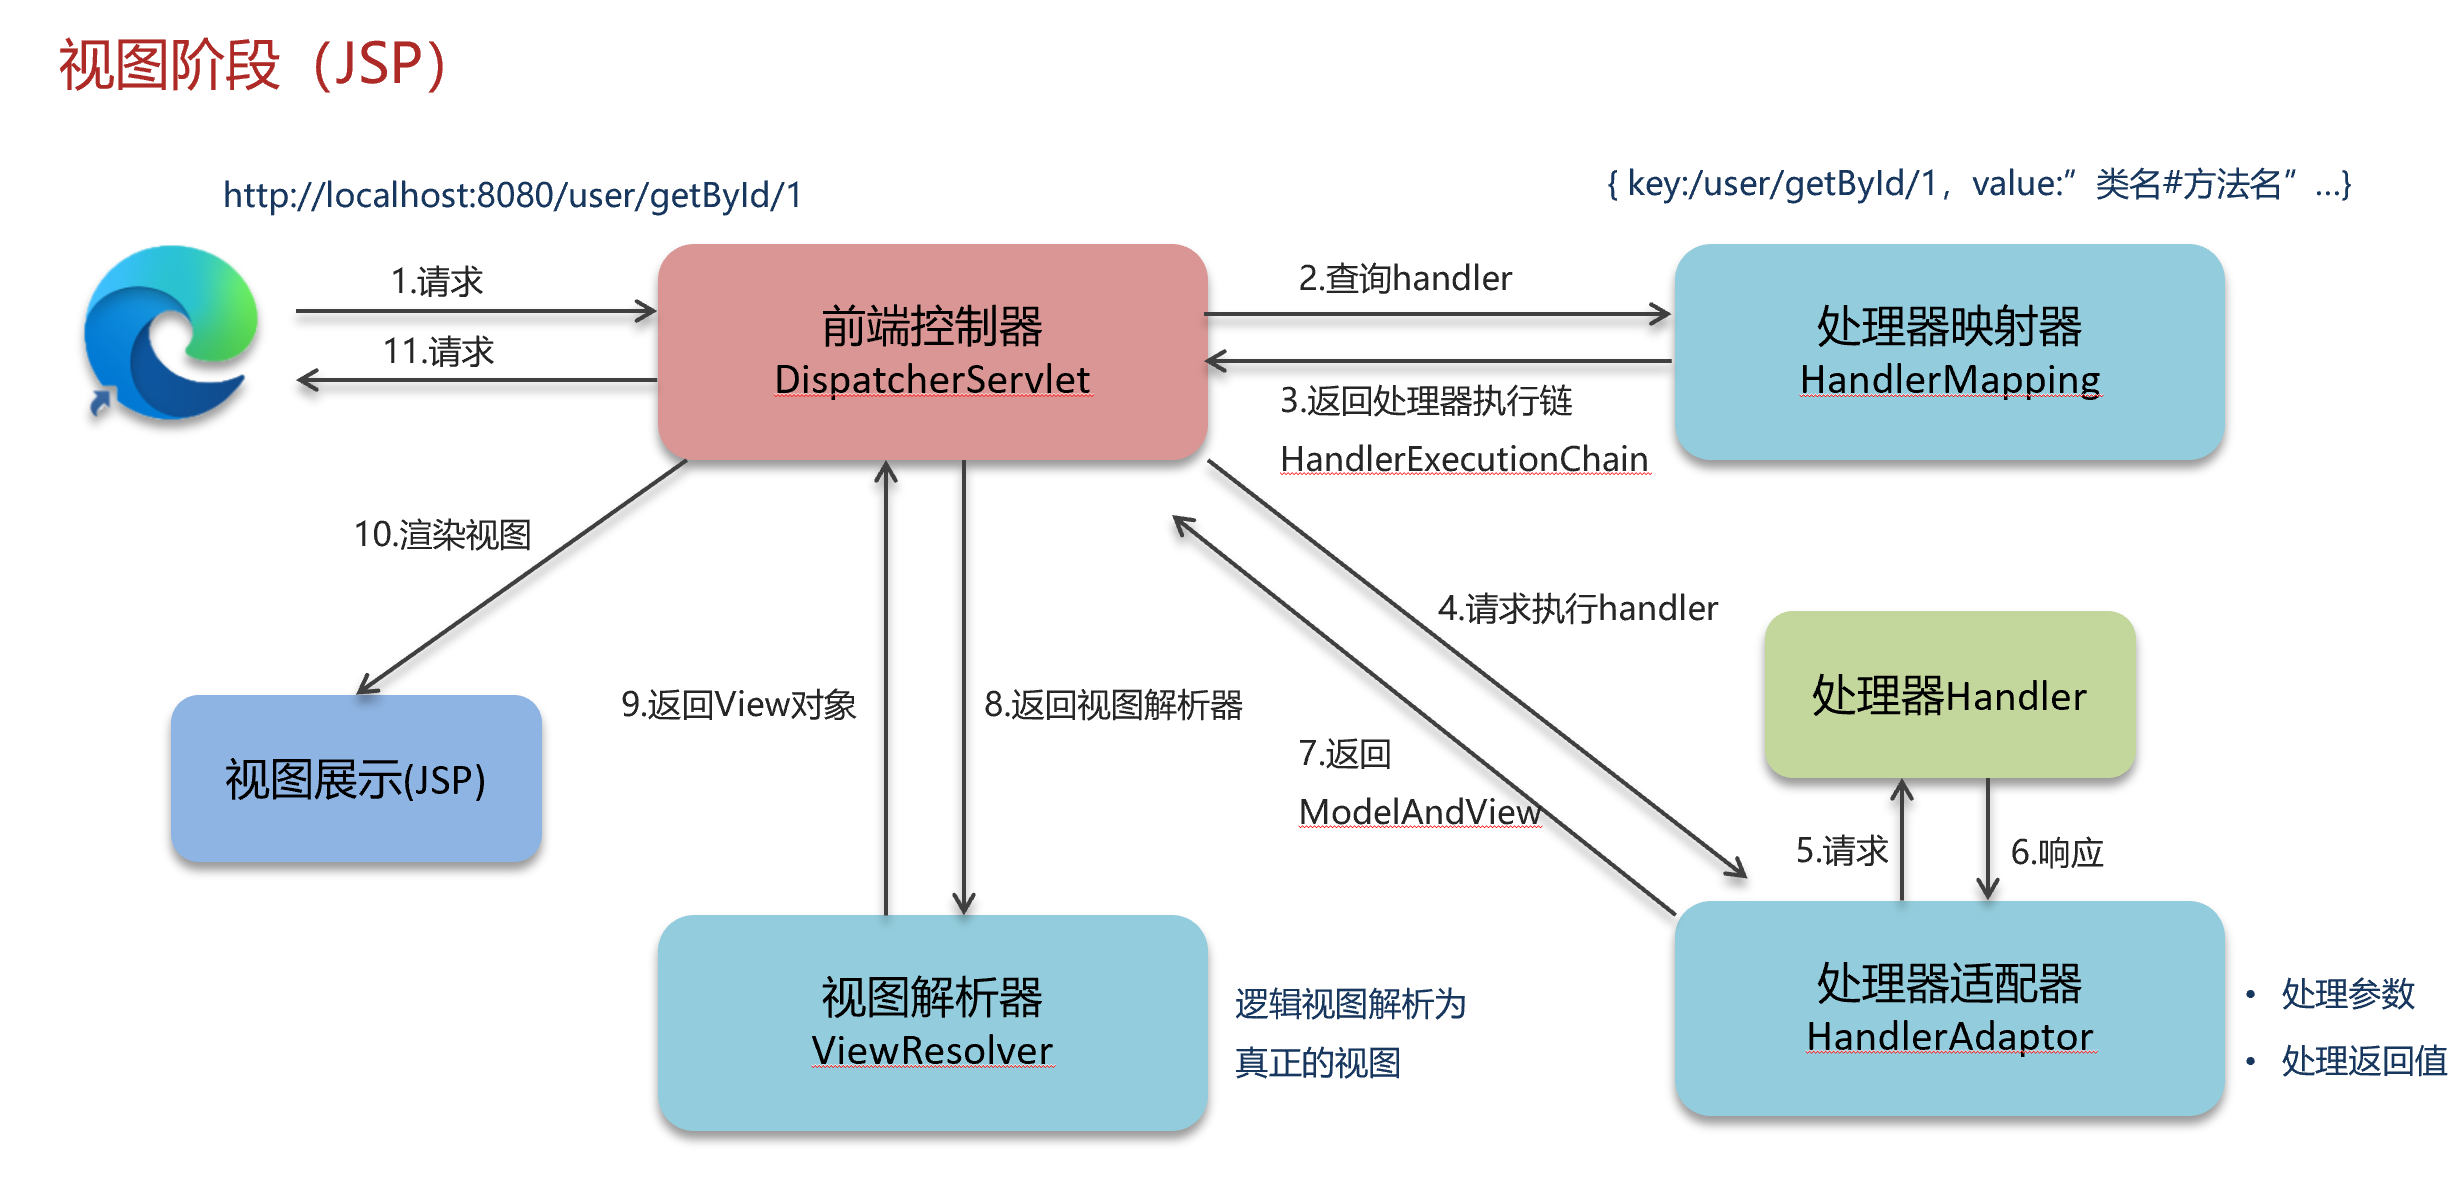 视图阶段（JSP）
http://localhost:8080/user/getById/1
{ key:/user/getById/1，value:”类名#方法名”...}
1.请求
11.请求
前端控制器
DispatcherServlet
2.查询handler
3.返回处理器执行链
HandlerExecutionChain
处理器映射器
HandlerMapping
10.渲染视图
4.请求执行handler
处理器Handler
视图展示(JSP)
9.返回View对象
8.返回视图解析器
7.返回
ModelAndView
5.请求
6.响应
视图解析器
ViewResolver
逻辑视图解析为
真正的视图
处理器适配器
HandlerAdaptor
• 处理参数
• 处理返回值